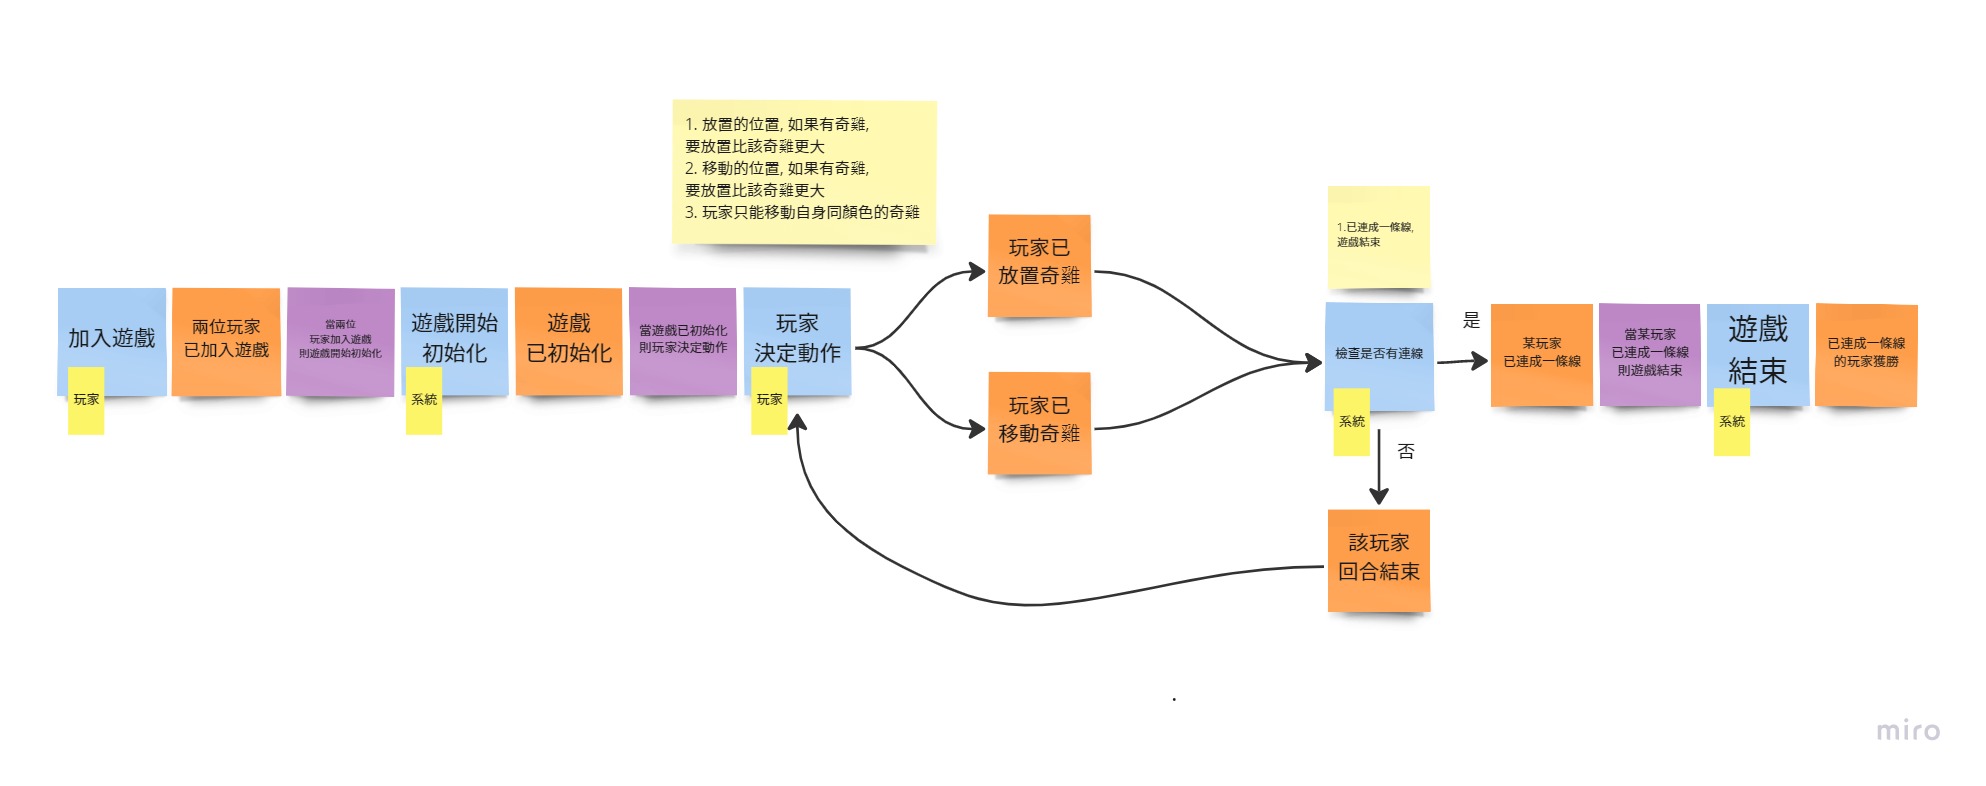 1. 放置的位置, 如果有奇雞,
要放置比該奇雞更大
2. 移動的位置, 如果有奇雞,
要放置比該奇雞更大
3. 玩家只能移動自身同顏色的奇雞
加入遊戲
玩家
兩位玩家
已加入遊戲
當兩位
玩家加入遊戲
則遊戲開始初始化
遊戲開始
初始化
系統
遊戲
已初始化
當遊戲已初始化
則玩家決定動作
玩家
決定動作
玩家
玩家已
放置奇雞
玩家已
移動奇雞
1.已連成一條線,
遊戲結束
檢查是否有連線
系統
是
否
該玩家
回合結束
某玩家
已連成一條線
當某玩家
已連成一條線
則遊戲結束
遊戲
結束
系統
已連成一條線
的玩家獲勝
miro